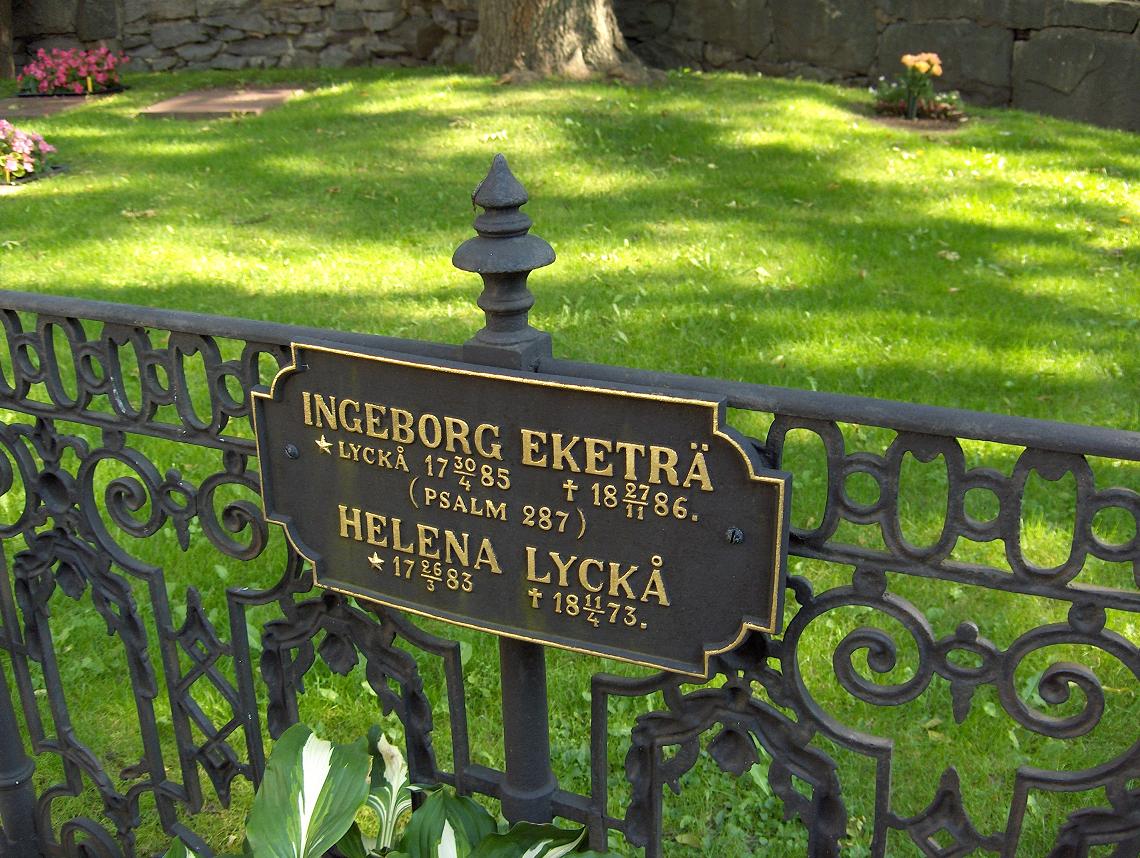 INGEBORG EKETRÄ
★LYCKÅ 17 30/4 85 †18 27/11 86.
(PSALM 287)
HELENA LYCKÅ
★17 26/3 83 †18 11/4 73.